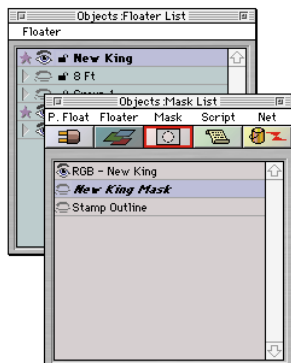 Objects:Floater List
Floater
New King
8 Ft
Objects:Mask List
P. Float Floater Mask Script Net
RGB - New King
New King Mask
Stamp Outline